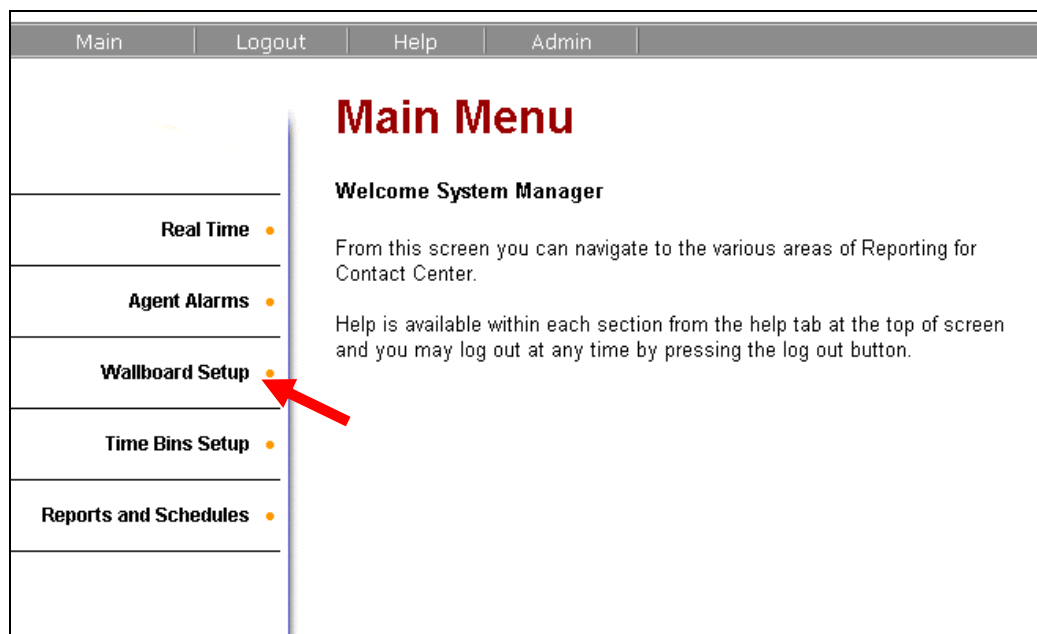 Main Logout Help Admin
Main Menu
Welcome System Manager
From this screen you can navigate to the various areas of Reporting for
Contact Center.
Help is available within each section from the help tab at the top of screen
and you may log out at any time by pressing the log out button.
Real Time
Agent Alarms
Wallboard Setup
Time Bins Setup
Reports and Schedules